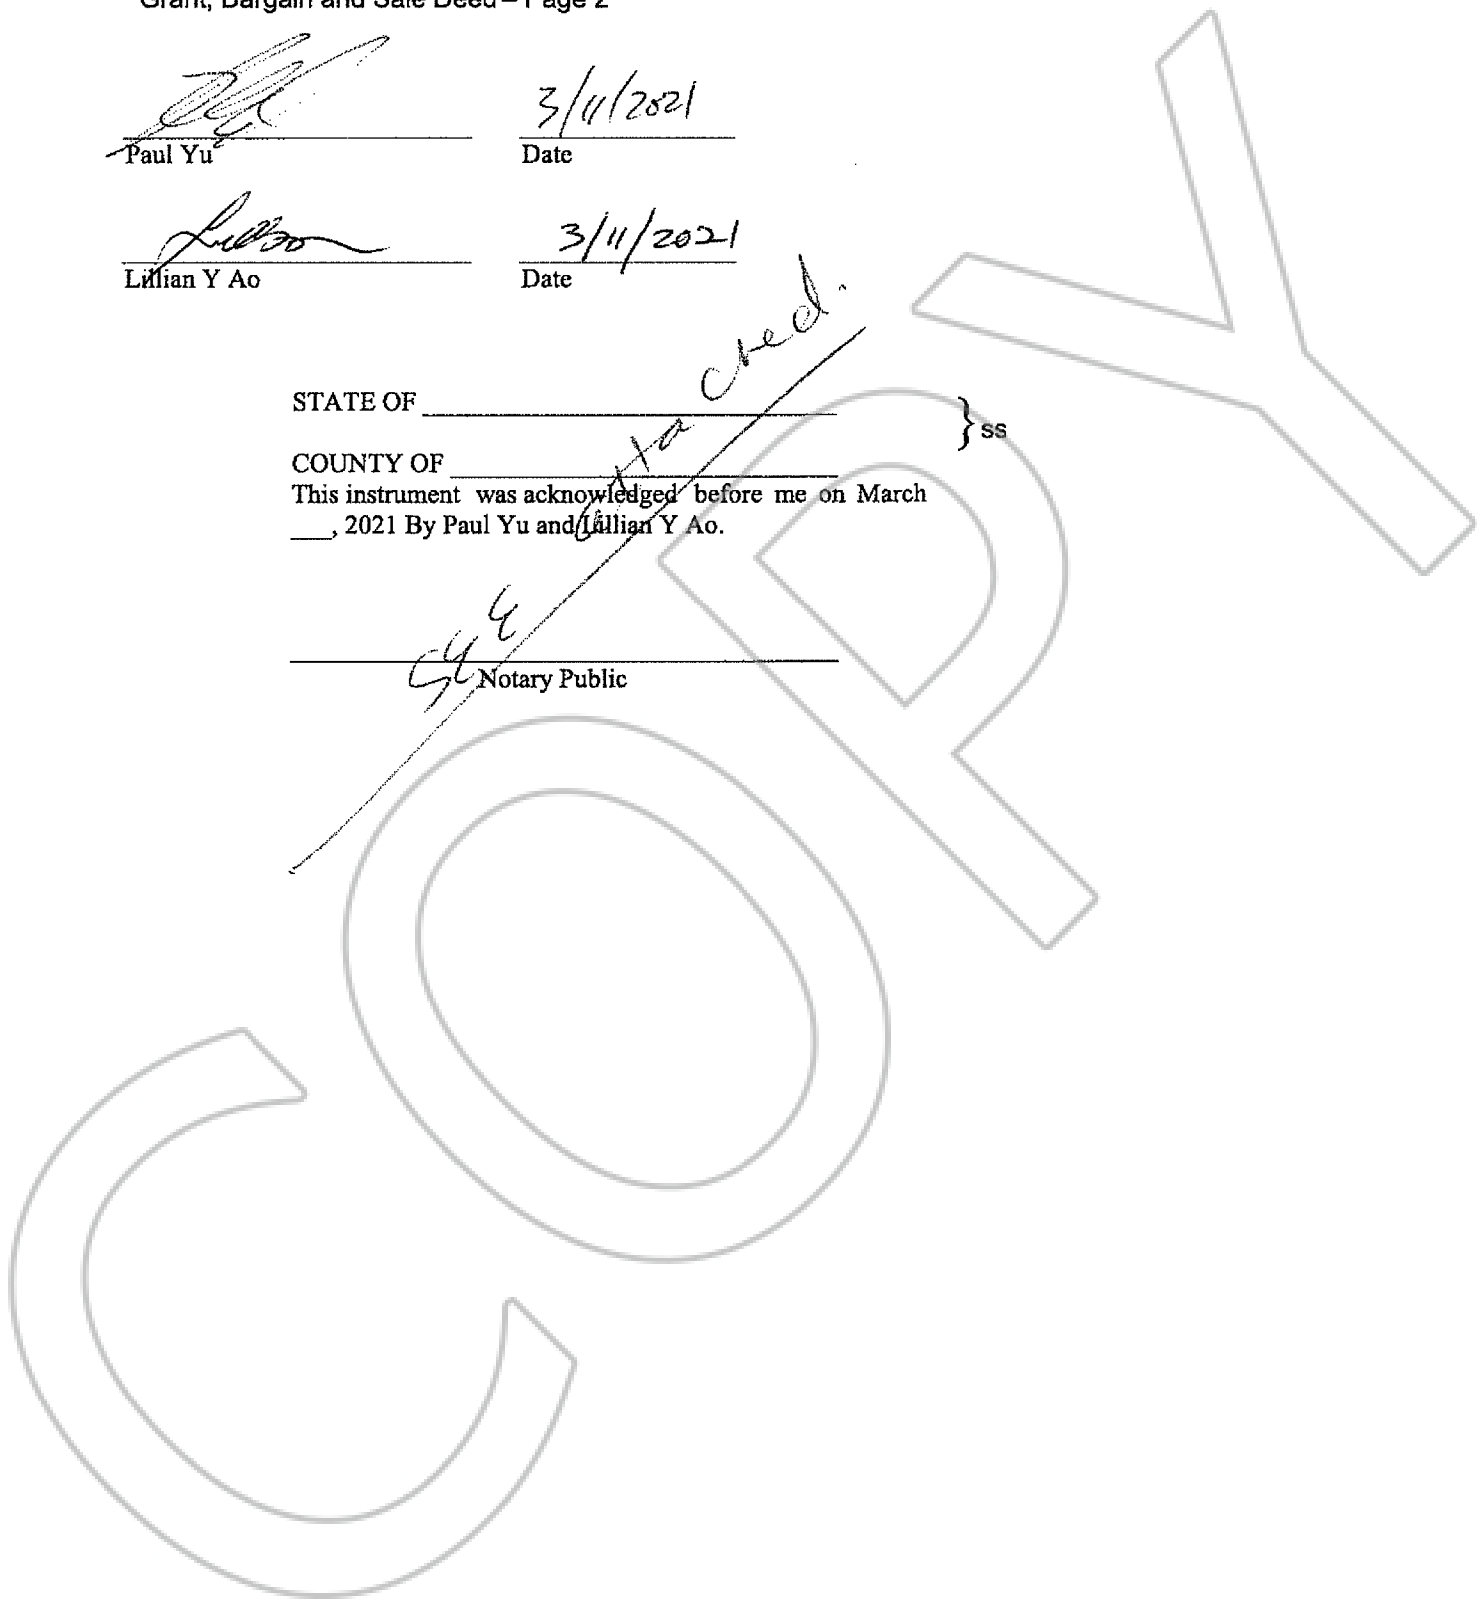 Grant, Bargain and Sale Deed – Page 2
3/11/2021
Paul Yu Date
3/11/2021
Lillian Y Ao Date
STATE OF
COUNTY OF
} ss
This instrument was acknowledged before me on March
___, 2021 By Paul Yu and Lillian Y Ao.
See attached.
Notary Public
COPY